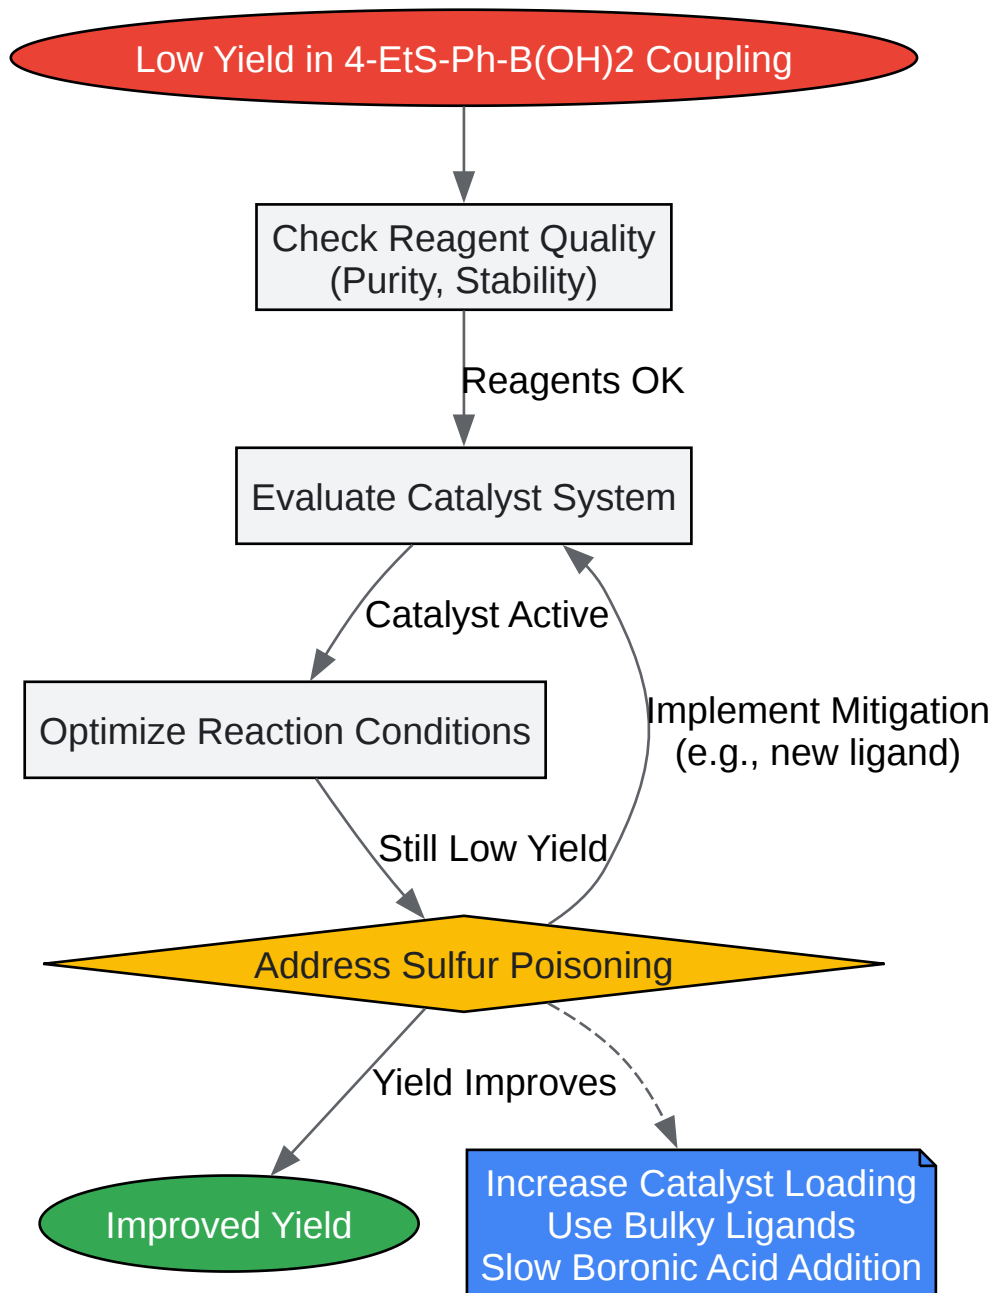 Low Yield in 4-EtS-Ph-B(OH)2 Coupling
Check Reagent Quality
(Purity, Stability)
Reagents OK
Evaluate Catalyst System
Catalyst Active
Optimize Reaction Conditions
Implement Mitigation
(e.g., new ligand)
Still Low Yield
Address Sulfur Poisoning
Yield Improves
Improved Yield
Increase Catalyst Loading
Use Bulky Ligands
Slow Boronic Acid Addition